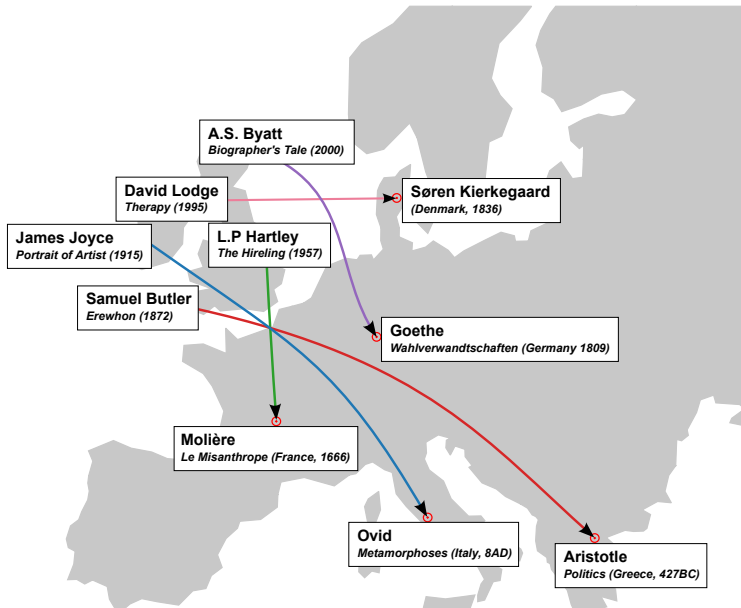 A.S. Byatt
Biographer's Tale (2000)
David Lodge
Therapy (1995)
Søren Kierkegaard
(Denmark, 1836)
James Joyce
Portrait of Artist (1915)
L.P Hartley
The Hireling (1957)
Samuel Butler
Erewhon (1872)
Goethe
Wahlverwandtschaften (Germany 1809)
Molière
Le Misanthrope (France, 1666)
Ovid
Metamorphoses (Italy, 8AD)
Aristotle
Politics (Greece, 427BC)